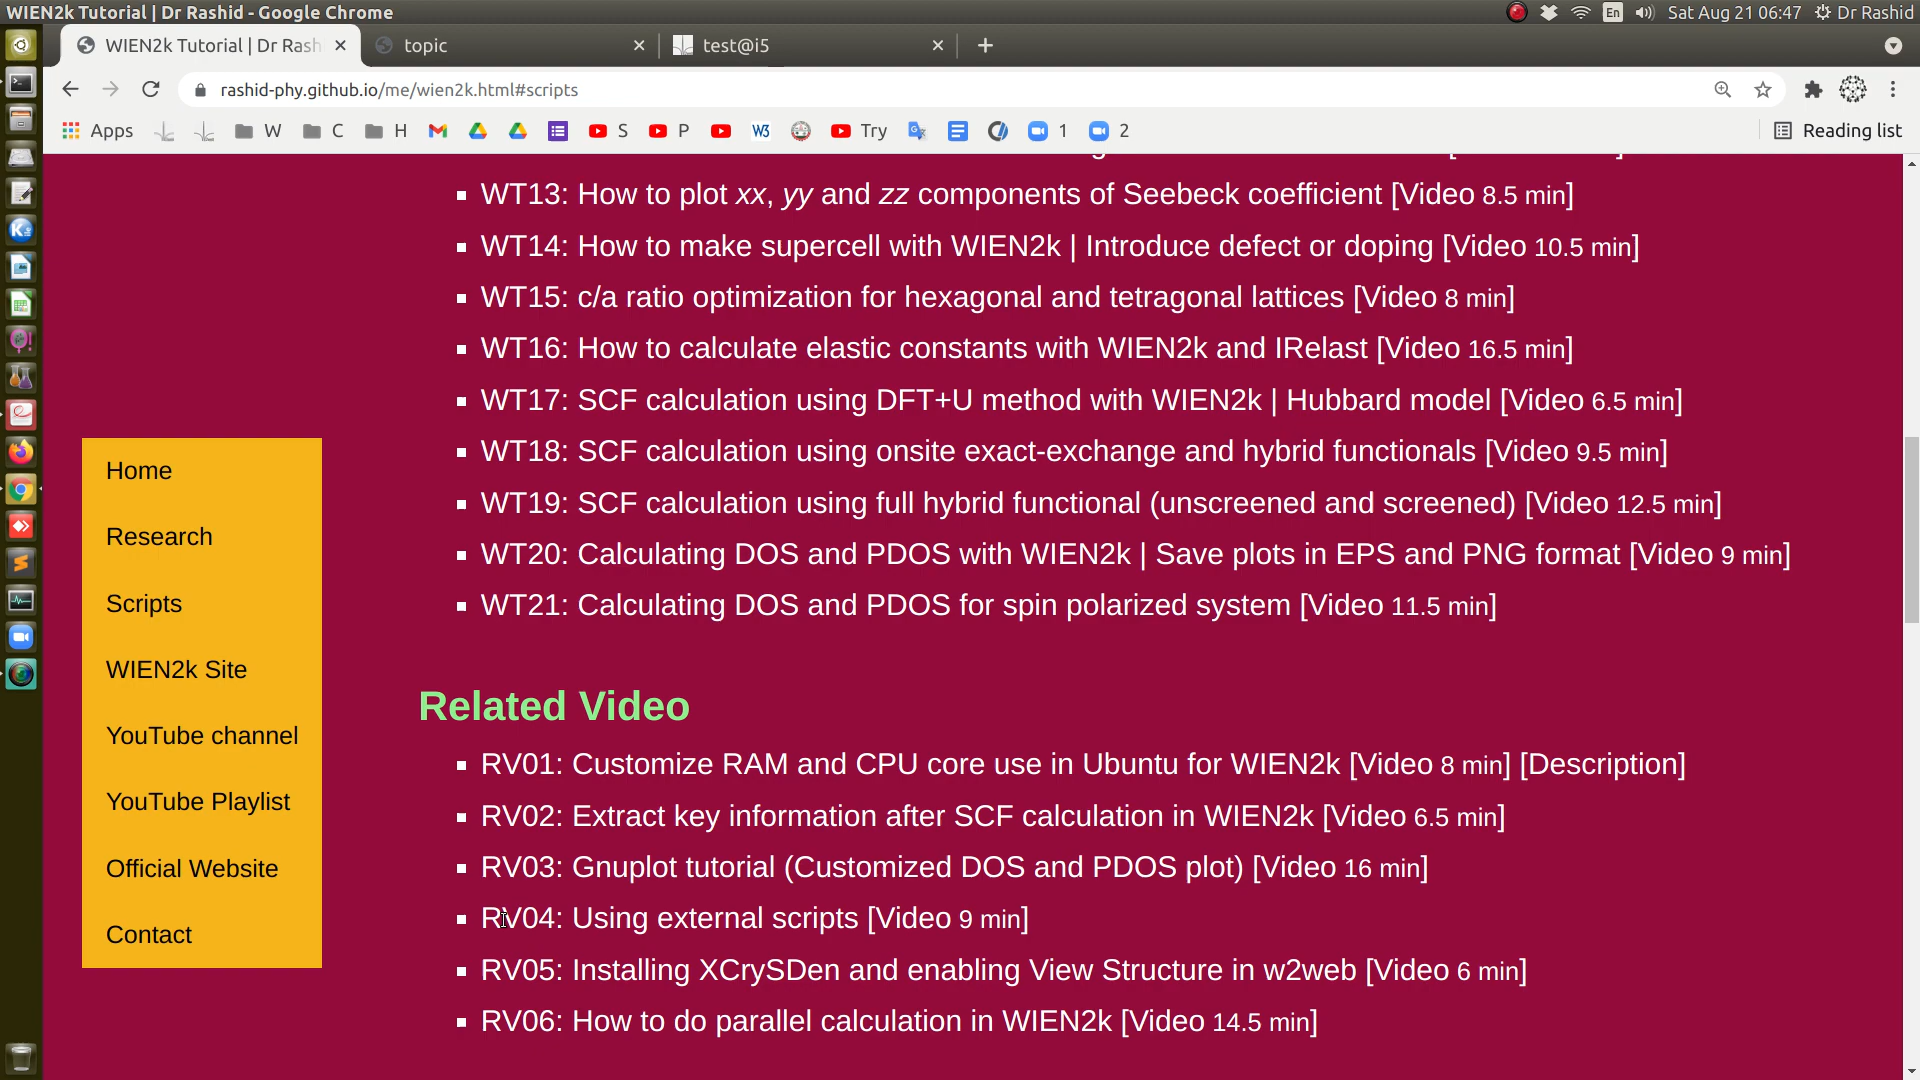 WIEN2k Tutorial | Dr Rashid - Google Chrome
En Sat Aug 21 06:47 Dr Rashid
WIEN2k Tutorial | Dr Rash
topic
test@i5
rashid-phy.github.io/me/wien2k.html#scripts
Apps W C H S P W3 Try 1 2 Reading list
WT13: How to plot xx, yy and zz components of Seebeck coefficient [Video 8.5 min]
WT14: How to make supercell with WIEN2k | Introduce defect or doping [Video 10.5 min]
WT15: c/a ratio optimization for hexagonal and tetragonal lattices [Video 8 min]
WT16: How to calculate elastic constants with WIEN2k and IRelast [Video 16.5 min]
WT17: SCF calculation using DFT+U method with WIEN2k | Hubbard model [Video 6.5 min]
WT18: SCF calculation using onsite exact-exchange and hybrid functionals [Video 9.5 min]
WT19: SCF calculation using full hybrid functional (unscreened and screened) [Video 12.5 min]
WT20: Calculating DOS and PDOS with WIEN2k | Save plots in EPS and PNG format [Video 9 min]
WT21: Calculating DOS and PDOS for spin polarized system [Video 11.5 min]
Related Video
RV01: Customize RAM and CPU core use in Ubuntu for WIEN2k [Video 8 min] [Description]
RV02: Extract key information after SCF calculation in WIEN2k [Video 6.5 min]
RV03: Gnuplot tutorial (Customized DOS and PDOS plot) [Video 16 min]
RV04: Using external scripts [Video 9 min]
RV05: Installing XCrySDen and enabling View Structure in w2web [Video 6 min]
RV06: How to do parallel calculation in WIEN2k [Video 14.5 min]
Home
Research
Scripts
WIEN2k Site
YouTube channel
YouTube Playlist
Official Website
Contact